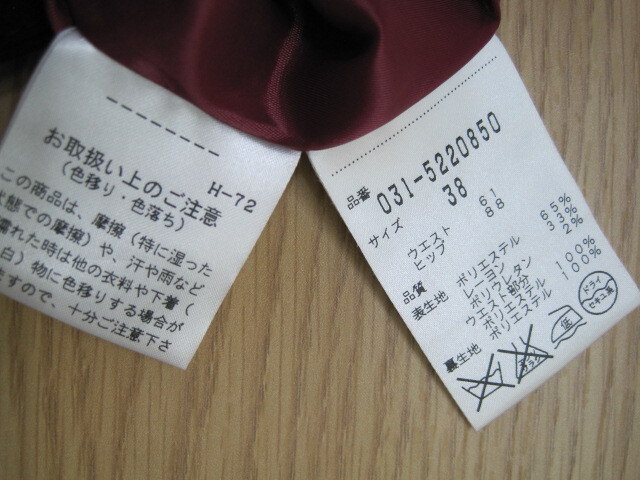 お取扱い上のご注意
(色移り・色落ち)
H-72
この商品は、摩擦(特に湿った
状態での摩擦)や、汗や雨など
濡れた時は他の衣料や下着(
白)物に色移りする場合が
ますので、十分ご注意下さ
品番 031-5220850
サイズ 38
ウエスト 61
ヒップ 88
品質
表生地 ポリエステル 65%
レーヨン 33%
ポリウレタン 2%
ウエスト部分
ポリエステル 100%
裏生地 ポリエステル 100%
低
ドライ
セキユ系